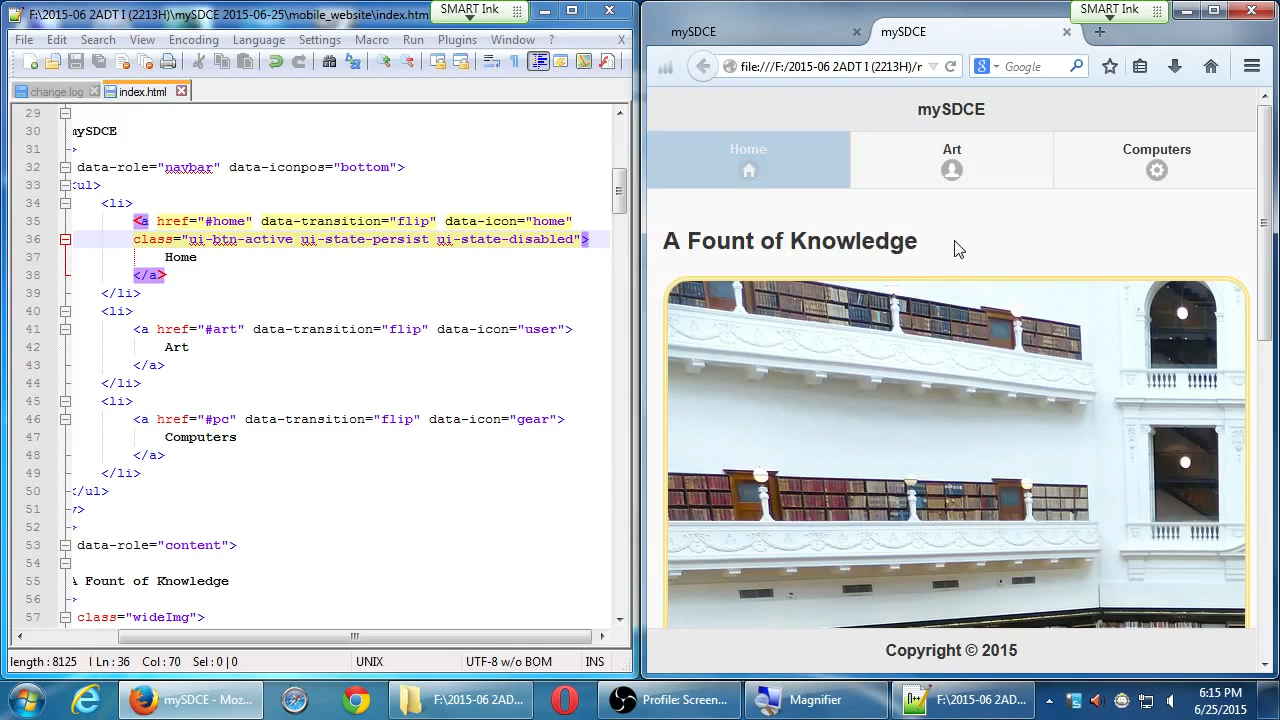 F:\2015-06 2ADT I (2213H)\mySDCE 2015-06-25\mobile_website\index.htm
SMART Ink
File Edit Search View Encoding Language Settings Macro Run Plugins Window ? X
change.log index.html
29
30 mySDCE
31 >
32 data-role="navbar" data-iconpos="bottom">
33 <ul>
34 <li>
35 <a href="#home" data-transition="flip" data-icon="home"
36 class="ui-btn-active ui-state-persist ui-state-disabled">
37 Home
38 </a>
39 </li>
40 <li>
41 <a href="#art" data-transition="flip" data-icon="user">
42 Art
43 </a>
44 </li>
45 <li>
46 <a href="#pc" data-transition="flip" data-icon="gear">
47 Computers
48 </a>
49 </li>
50 </ul>
51 />
52 >
53 data-role="content">
54
55 A Fount of Knowledge
56 >
57 class="wideImg">
length : 8125 Ln : 36 Col : 70 Sel : 0 | 0 UNIX UTF-8 w/o BOM INS
SMART Ink
mySDCE mySDCE
file:///F:/2015-06 2ADT I (2213H)/r Google
mySDCE
Home Art Computers
A Fount of Knowledge
Copyright © 2015
mySDCE - Moz... F:\2015-06 2AD... Profile: Screen... Magnifier F:\2015-06 2AD...
6:15 PM
6/25/2015